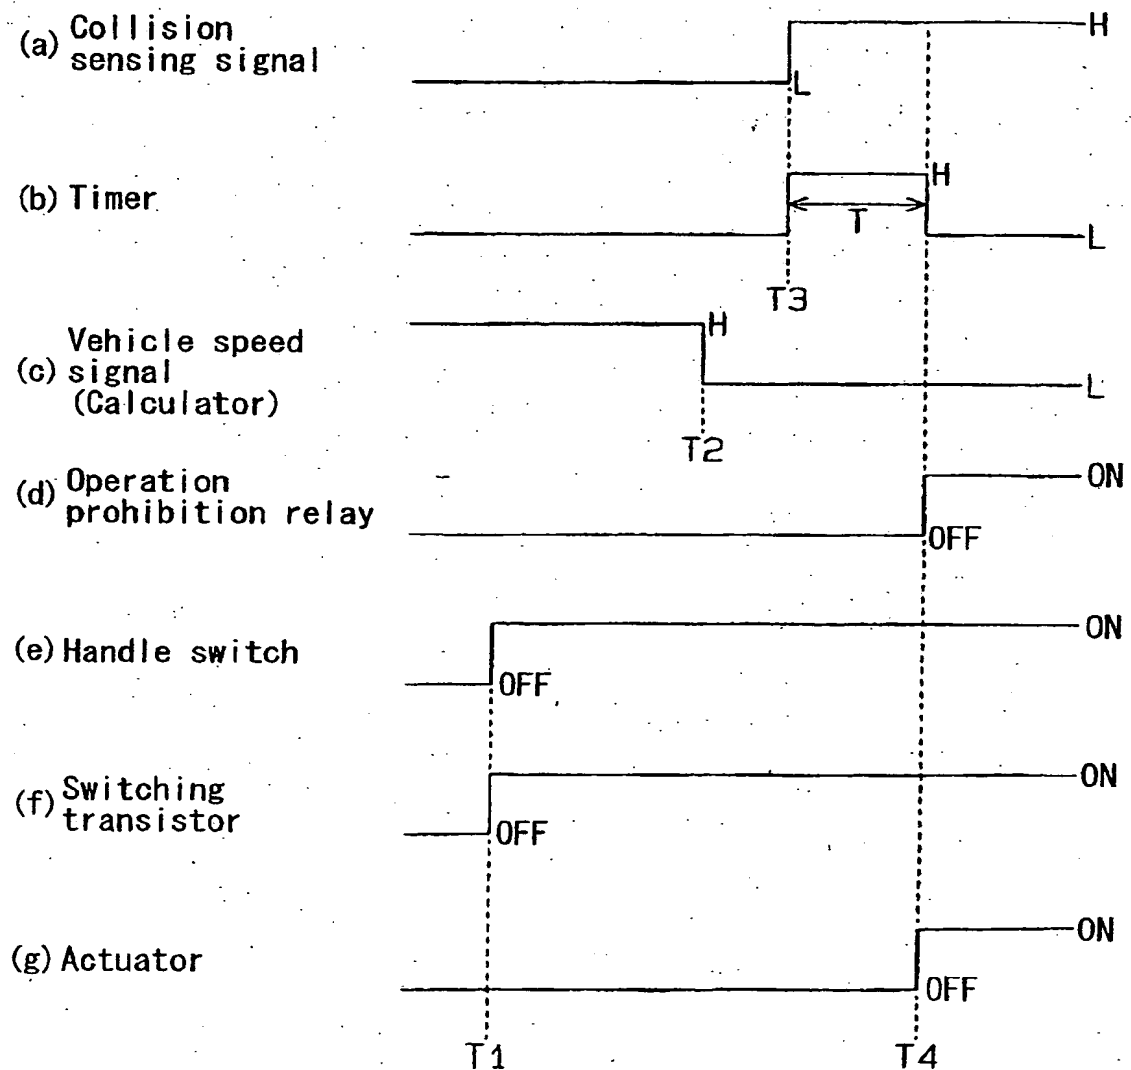 (a) Collision
sensing signal
H
L
(b) Timer
H
T
L
T3
(c) Vehicle speed
signal
(Calculator)
H
L
T2
(d) Operation
prohibition relay
ON
OFF
(e) Handle switch
ON
OFF
(f) Switching
transistor
ON
OFF
(g) Actuator
ON
OFF
T1
T4